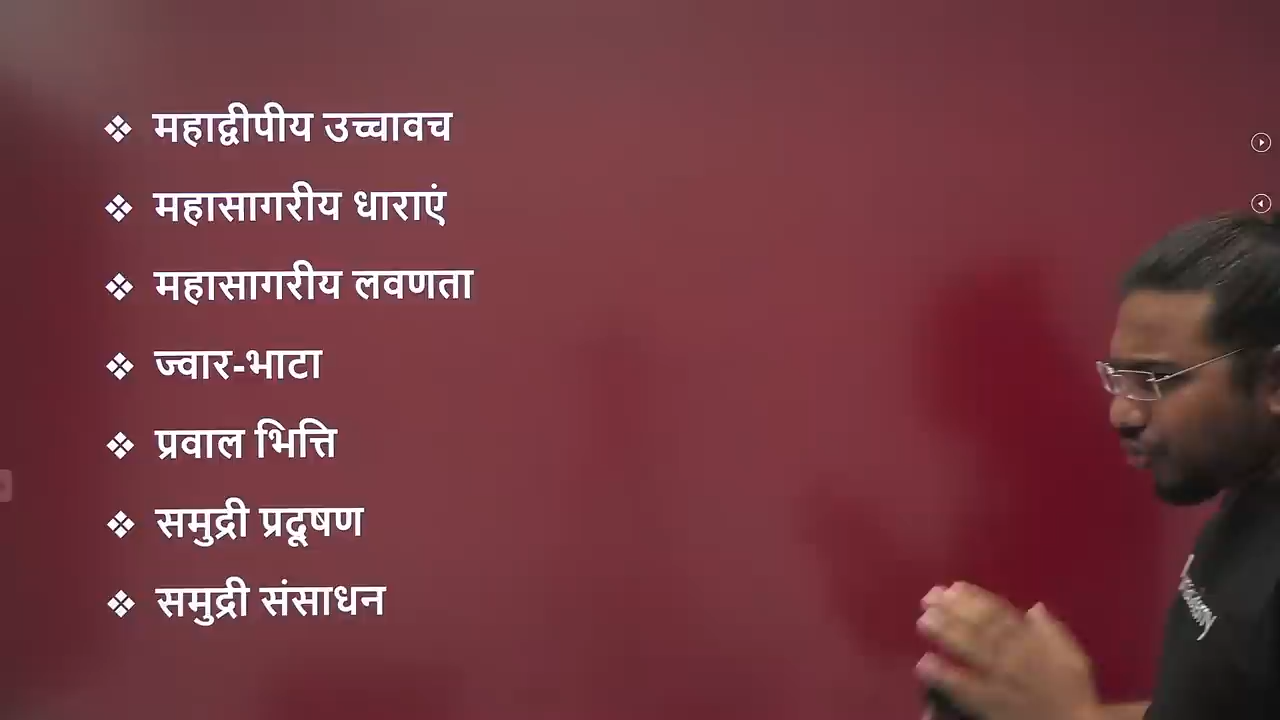 ❖ महाद्वीपीय उच्चावच
❖ महासागरीय धाराएं
❖ महासागरीय लवणता
❖ ज्वार-भाटा
❖ प्रवाल भित्ति
❖ समुद्री प्रदूषण
❖ समुद्री संसाधन